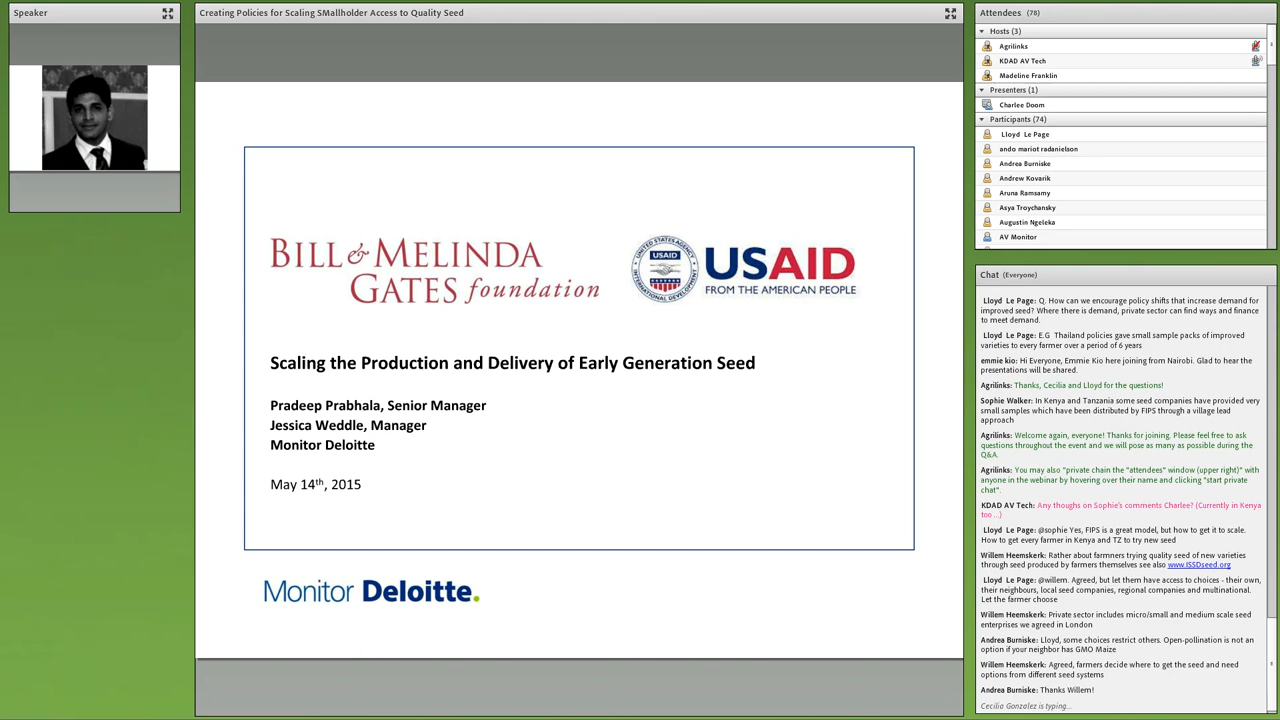 Speaker
Creating Policies for Scaling SMallholder Access to Quality Seed
BILL & MELINDA
GATES foundation
UNITED STATES AGENCY
USAID
INTERNATIONAL DEVELOPMENT
USAID
FROM THE AMERICAN PEOPLE
Scaling the Production and Delivery of Early Generation Seed
Pradeep Prabhala, Senior Manager
Jessica Weddle, Manager
Monitor Deloitte
May 14th, 2015
Monitor Deloitte.
Attendees (78)
Hosts (3)
Agrilinks
KDAD AV Tech
Madeline Franklin
Presenters (1)
Charlee Doom
Participants (74)
Lloyd Le Page
ando mariot radanielson
Andrea Burniske
Andrew Kovarik
Aruna Ramsamy
Asya Troychansky
Augustin Ngeleka
AV Monitor
Chat (Everyone)
Lloyd Le Page: Q. How can we encourage policy shifts that increase demand for
improved seed? Where there is demand, private sector can find ways and finance
to meet demand.
Lloyd Le Page: E.G Thailand policies gave small sample packs of improved
varieties to every farmer over a period of 6 years
emmie kio: Hi Everyone, Emmie Kio here joining from Nairobi. Glad to hear the
presentations will be shared.
Agrilinks: Thanks, Cecilia and Lloyd for the questions!
Sophie Walker: In Kenya and Tanzania some seed companies have provided very
small samples which have been distributed by FIPS through a village lead
approach
Agrilinks: Welcome again, everyone! Thanks for joining. Please feel free to ask
questions throughout the event and we will pose as many as possible during the
Q&A.
Agrilinks: You may also "private chain the "attendees" window (upper right)" with
anyone in the webinar by hovering over their name and clicking "start private
chat".
KDAD AV Tech: Any thoughs on Sophie's comments Charlee? (Currently in Kenya
too ...)
Lloyd Le Page: @sophie Yes, FIPS is a great model, but how to get it to scale.
How to get every farmer in Kenya and TZ to try new seed
Willem Heemskerk: Rather about farmners trying quality seed of new varieties
through seed produced by farmers themselves see also www.ISSDseed.org
Lloyd Le Page: @willem. Agreed, but let them have access to choices - their own,
their neighbours, local seed companies, regional companies and multinational.
Let the farmer choose
Willem Heemskerk: Private sector includes micro/small and medium scale seed
enterprises we agreed in London
Andrea Burniske: Lloyd, some choices restrict others. Open-pollination is not an
option if your neighbor has GMO Maize
Willem Heemskerk: Agreed, farmers decide where to get the seed and need
options from different seed systems
Andrea Burniske: Thanks Willem!
Cecilia Gonzalez is typing...